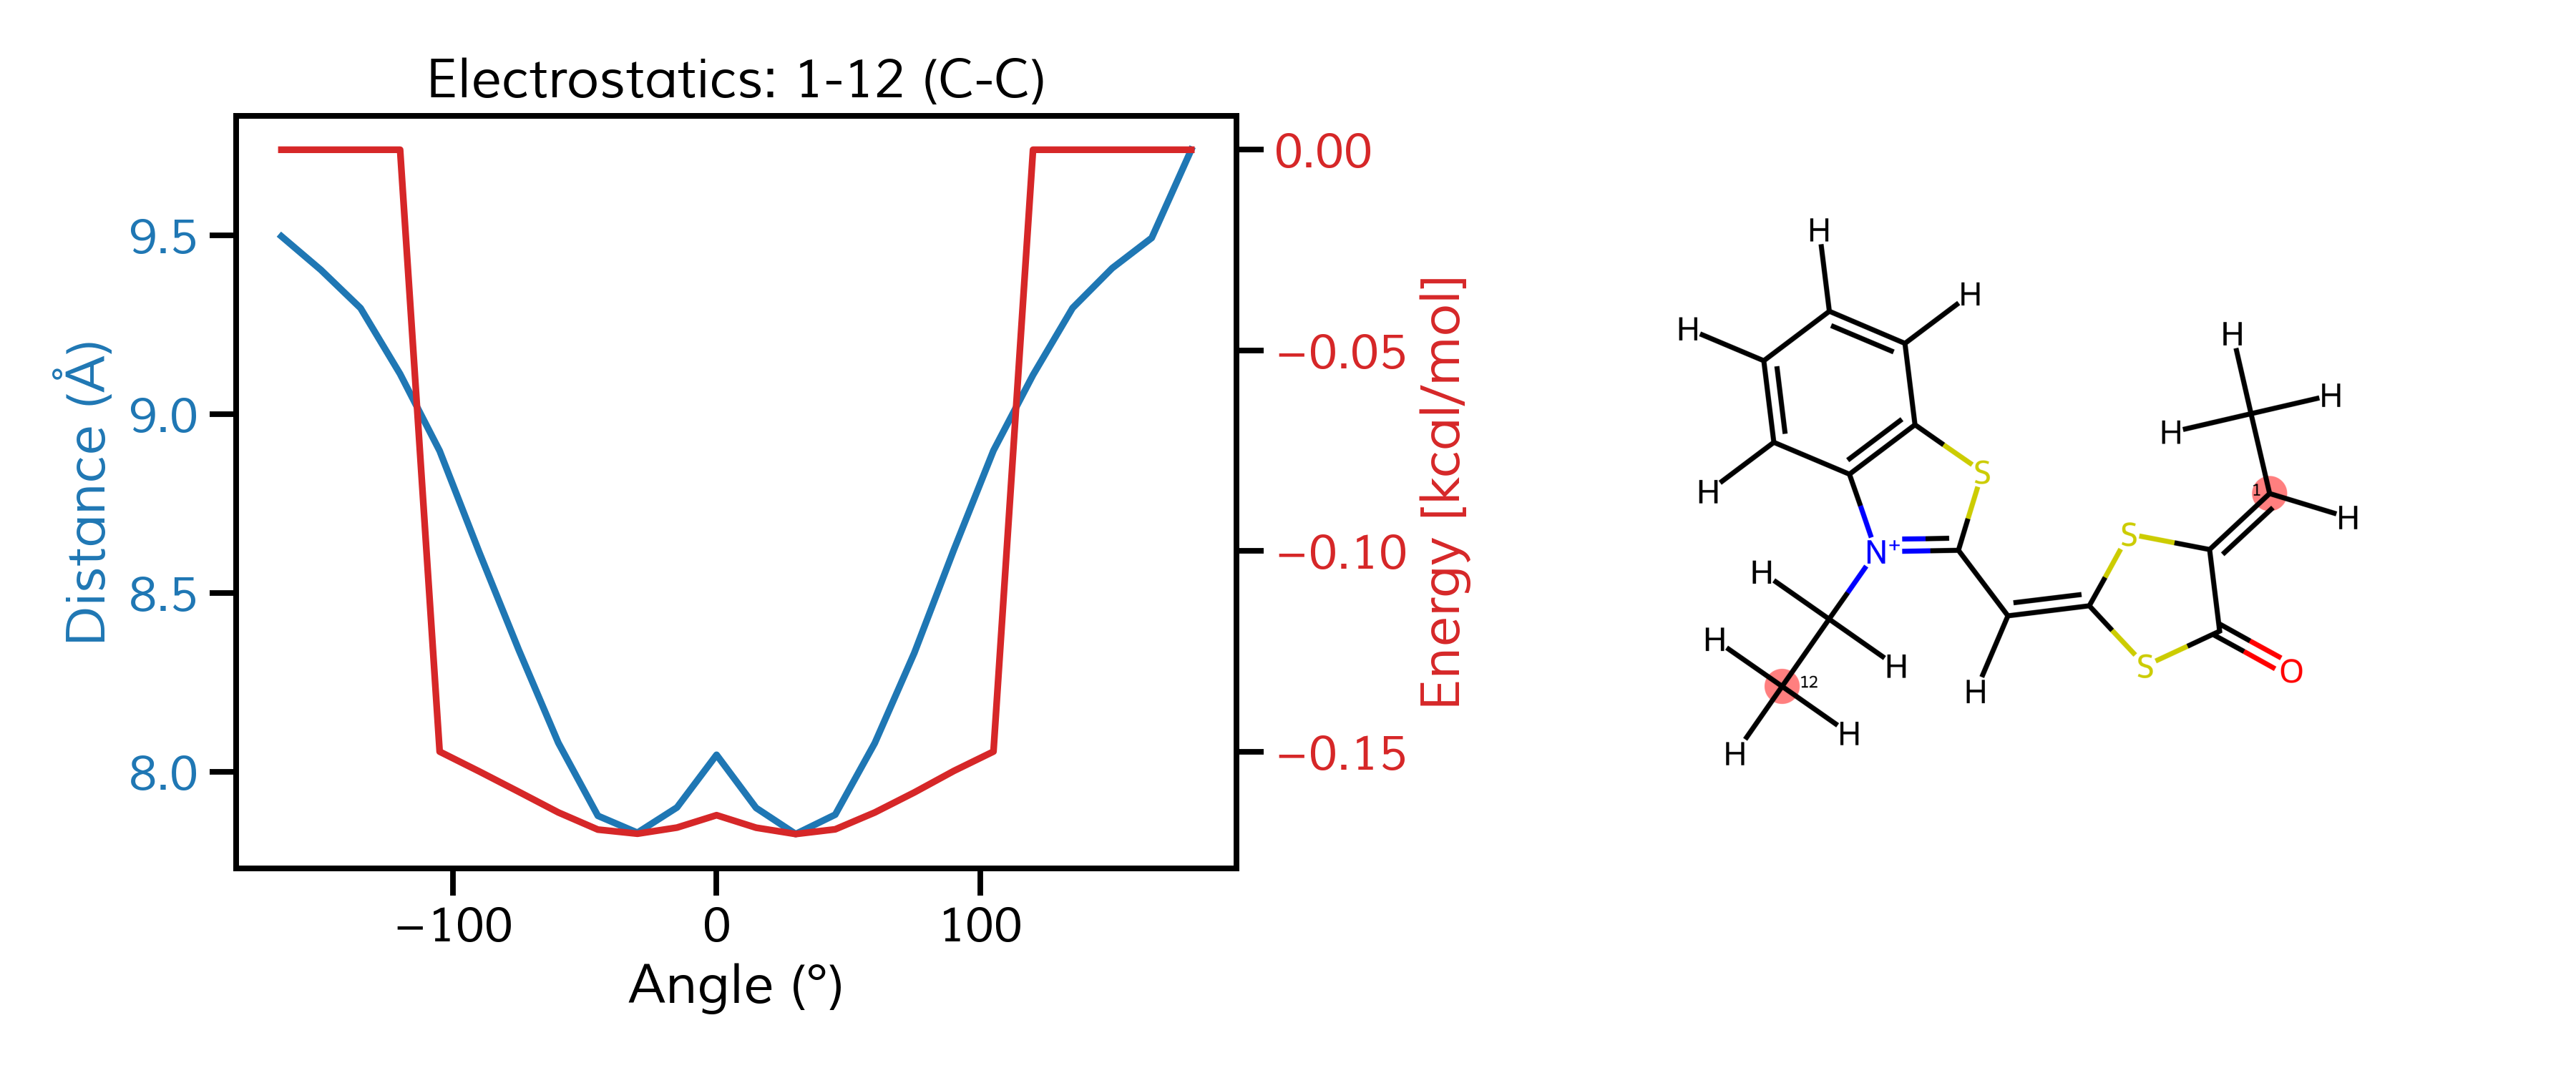 Electrostatics: 1-12 (C-C)
Distance (Å)
9.5
9.0
8.5
8.0
0.00
−0.05
−0.10
−0.15
Energy [kcal/mol]
−100 0 100
Angle (°)
H
H
H
H
H
H
H
S
H
1
H
S
N+
H
H
H
S
O
12
H
H
H